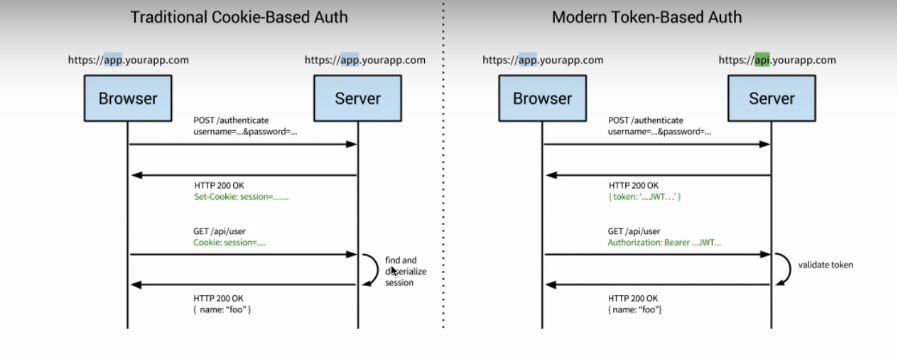 Traditional Cookie-Based Auth
https://app.yourapp.com
https://app.yourapp.com
Browser
Server
POST /authenticate
username=...&password=...
HTTP 200 OK
Set-Cookie: session=.......
GET /api/user
Cookie: session=....
find and
deserialize
session
HTTP 200 OK
{ name: "foo" }
Modern Token-Based Auth
https://app.yourapp.com
https://api.yourapp.com
Browser
Server
POST /authenticate
username=...&password=...
HTTP 200 OK
{ token: '...JWT...' }
GET /api/user
Authorization: Bearer ...JWT...
validate token
HTTP 200 OK
{ name: "foo"}